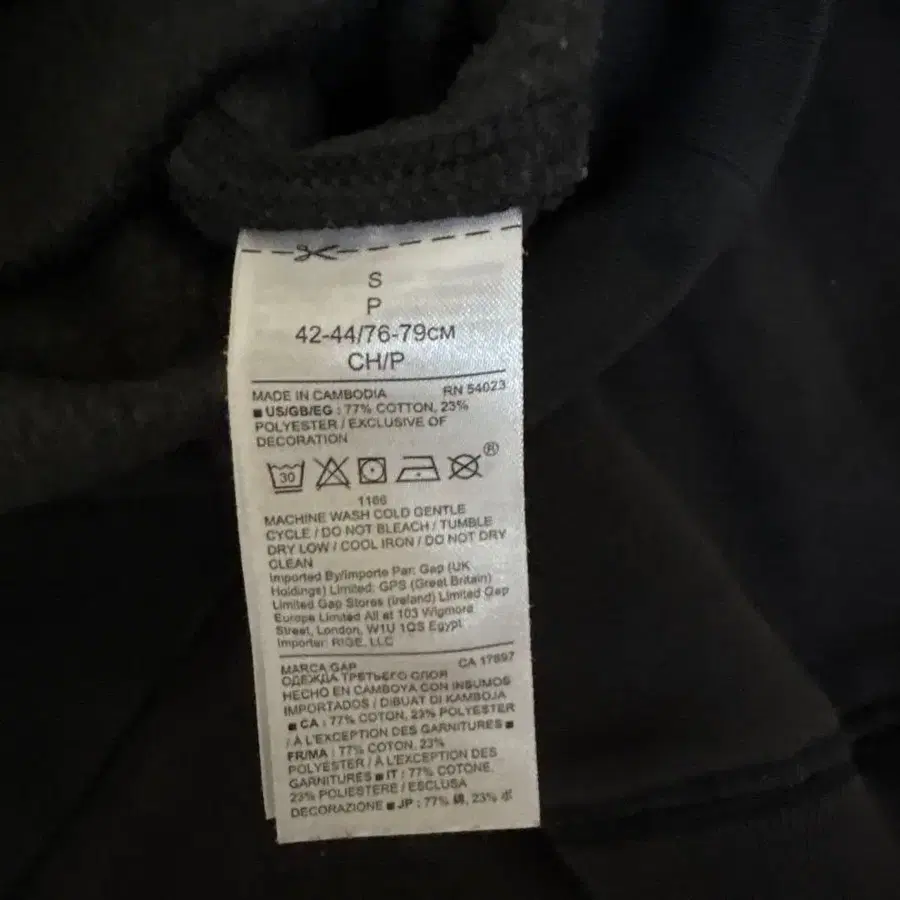 S
P
42-44/76-79CM
CH/P
MADE IN CAMBODIA RN 54023
■ US/GB/EG : 77% COTTON, 23%
POLYESTER / EXCLUSIVE OF
DECORATION
30 ®
1166
MACHINE WASH COLD GENTLE
CYCLE / DO NOT BLEACH / TUMBLE
DRY LOW / COOL IRON / DO NOT DRY
CLEAN
Imported By/Importe Par: Gap (UK
Holdings) Limited; GPS (Great Britain)
Limited Gap Stores (Ireland) Limited Gap
Europe Limited All at 103 Wigmora
Street, London, W1U 1QS Egypt
Importer: RIGE, LLC
MARCA GAP CA 17897
ОДЕЖДА ТРЕТЬЕГО СЛОЯ
HECHO EN CAMBOYA CON INSUMOS
IMPORTADOS / DIBUAT DI KAMBOJA
■ CA : 77% COTON, 23% POLYESTER
/ À L'EXCEPTION DES GARNITURES ■
FR/MA : 77% COTON, 23%
POLYESTER / À L'EXCEPTION DES
GARNITURES ■ IT : 77% COTONE,
23% POLIESTERE / ESCLUSA
DECORAZIONE ■ JP : 77% 綿, 23% ポ